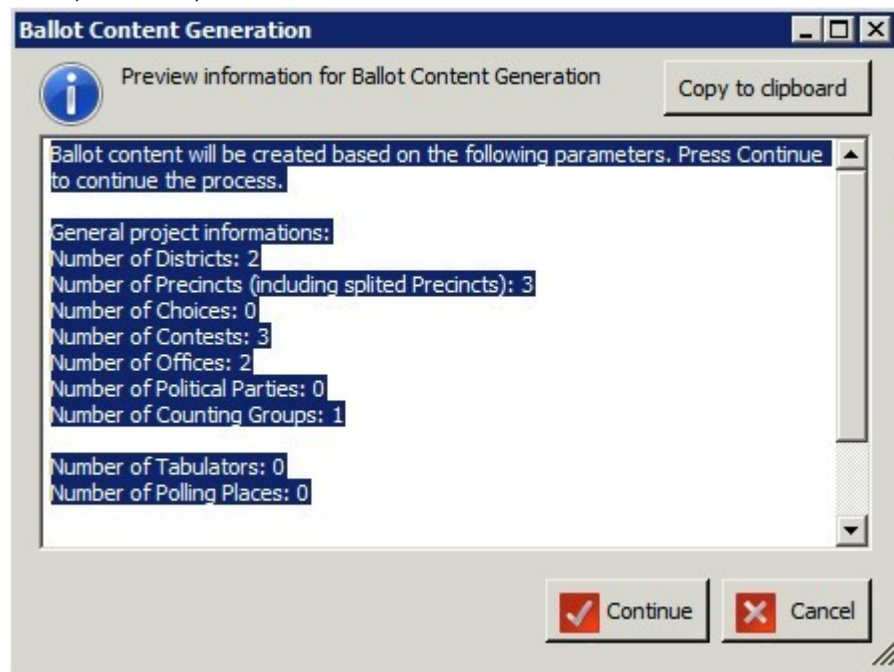 Ballot Content Generation
Preview information for Ballot Content Generation
Copy to clipboard
Ballot content will be created based on the following parameters. Press Continue
to continue the process.
General project informations:
Number of Districts: 2
Number of Precincts (including splited Precincts): 3
Number of Choices: 0
Number of Contests: 3
Number of Offices: 2
Number of Political Parties: 0
Number of Counting Groups: 1
Number of Tabulators: 0
Number of Polling Places: 0
Continue
Cancel